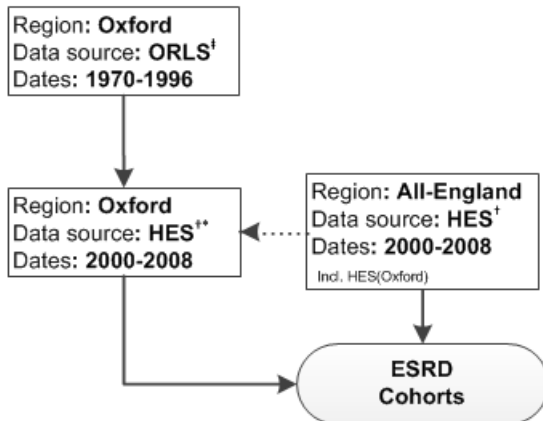 Region: Oxford
Data source: ORLS‡
Dates: 1970-1996
Region: Oxford
Data source: HES†*
Dates: 2000-2008
Region: All-England
Data source: HES†
Dates: 2000-2008
Incl. HES(Oxford)
ESRD
Cohorts